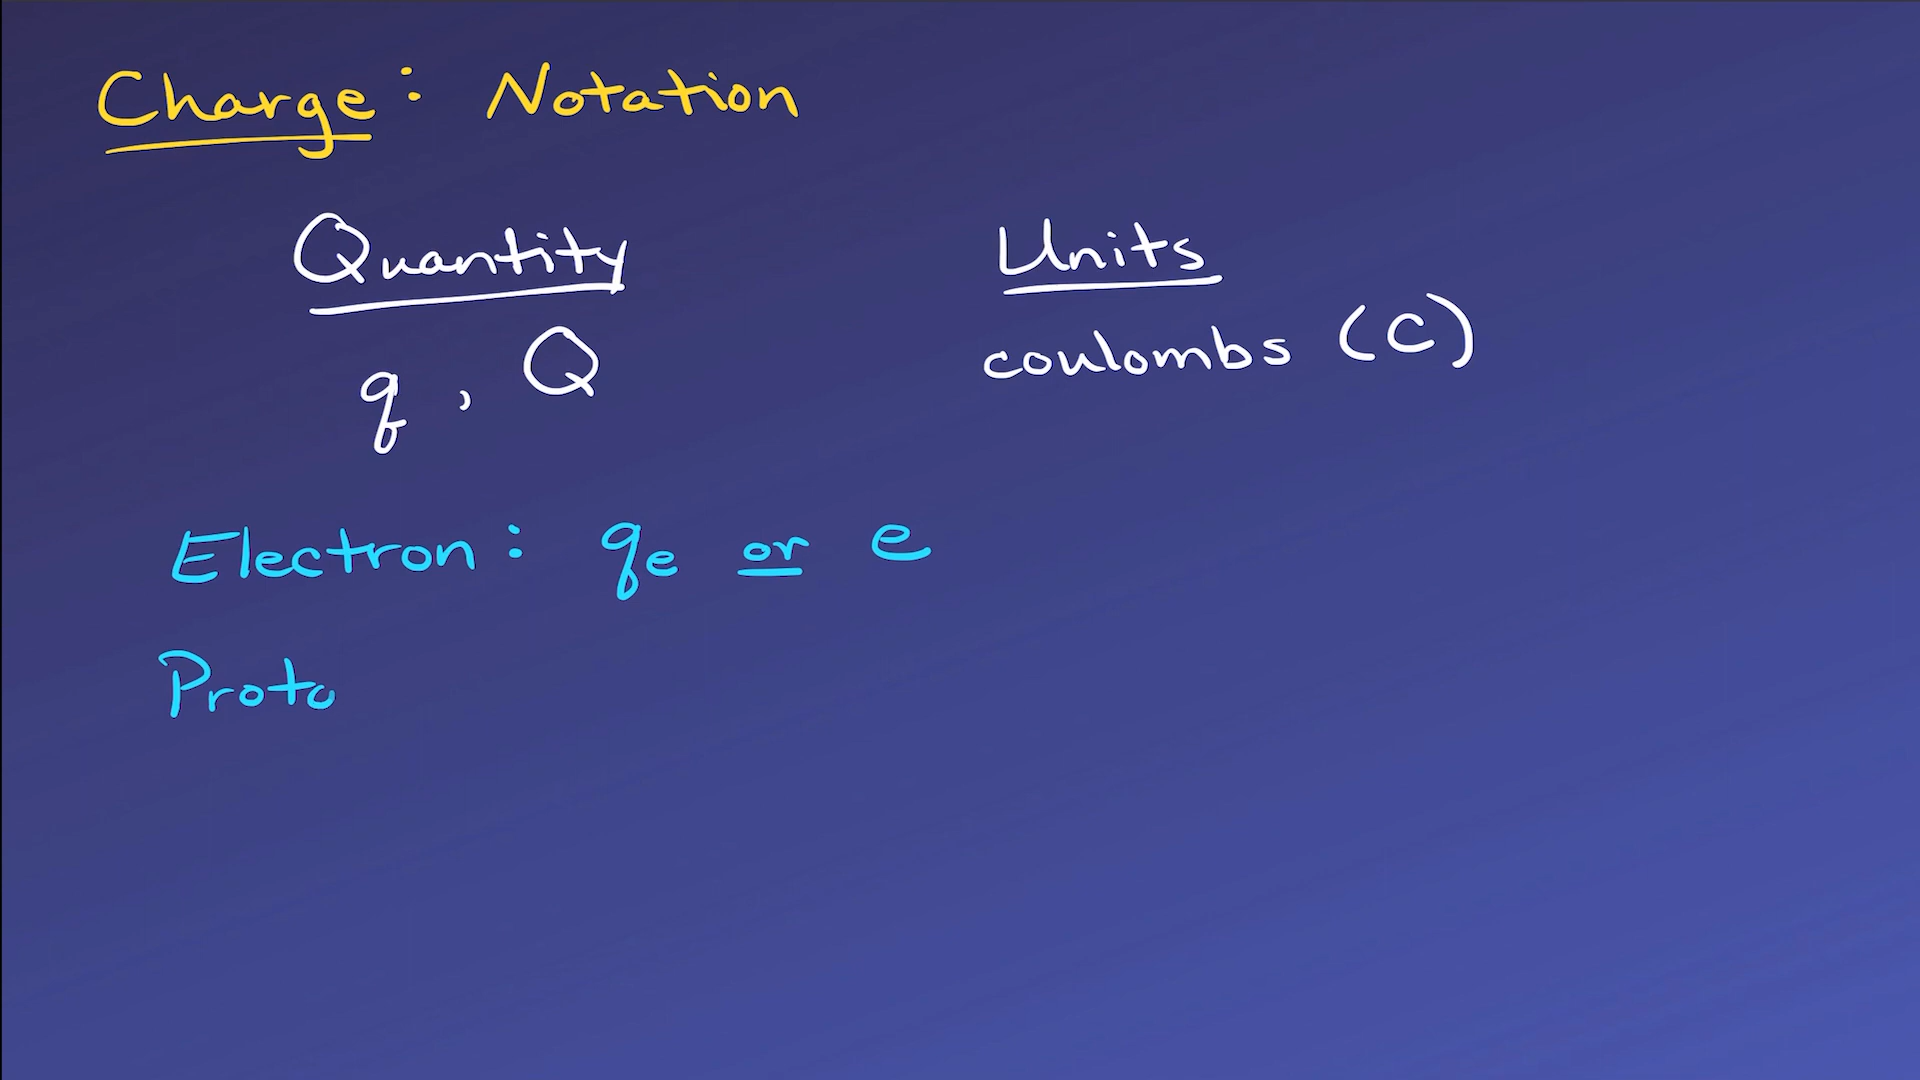 Charge: Notation
Quantity Units
q, Q coulombs (C)
Electron: qe or e
Proto